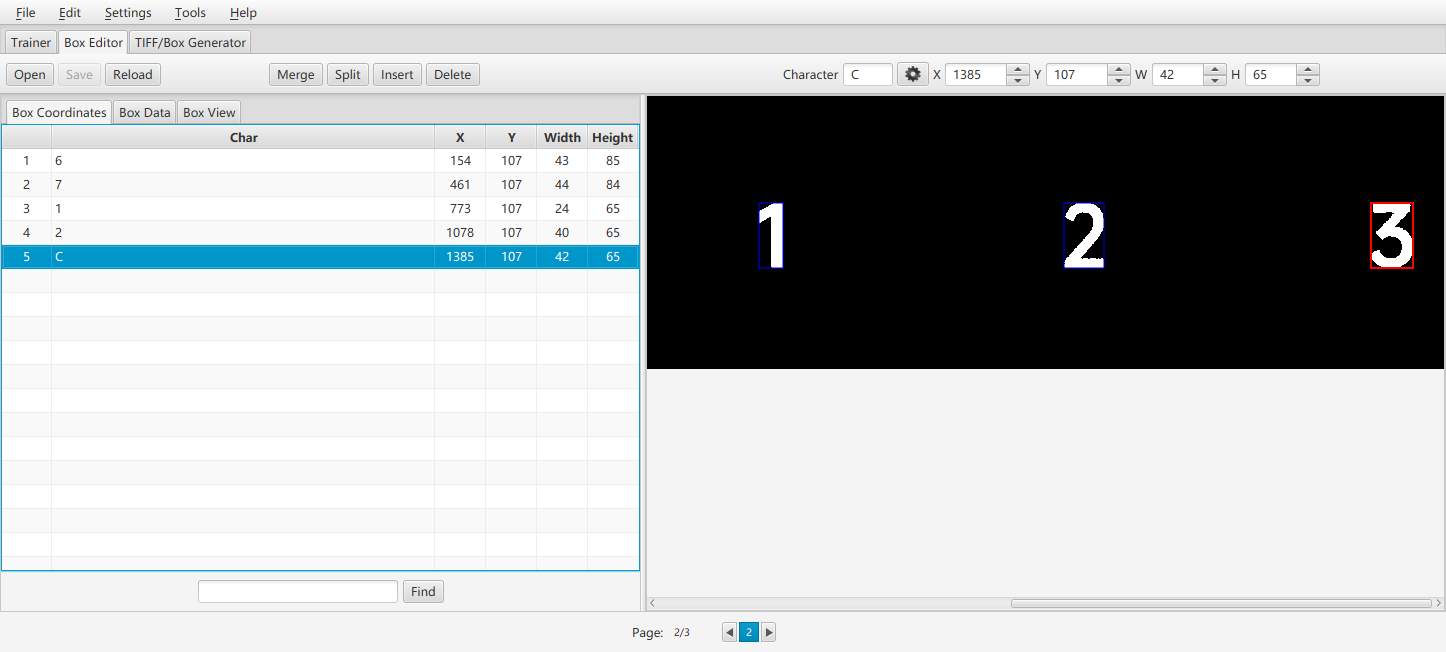 File Edit Settings Tools Help
Trainer Box Editor TIFF/Box Generator
Open Save Reload Merge Split Insert Delete Character C X 1385 Y 107 W 42 H 65
Box Coordinates Box Data Box View
Char X Y Width Height
1 6 154 107 43 85
2 7 461 107 44 84
3 1 773 107 24 65
4 2 1078 107 40 65
5 C 1385 107 42 65
1 2 3
Find
Page: 2/3 2